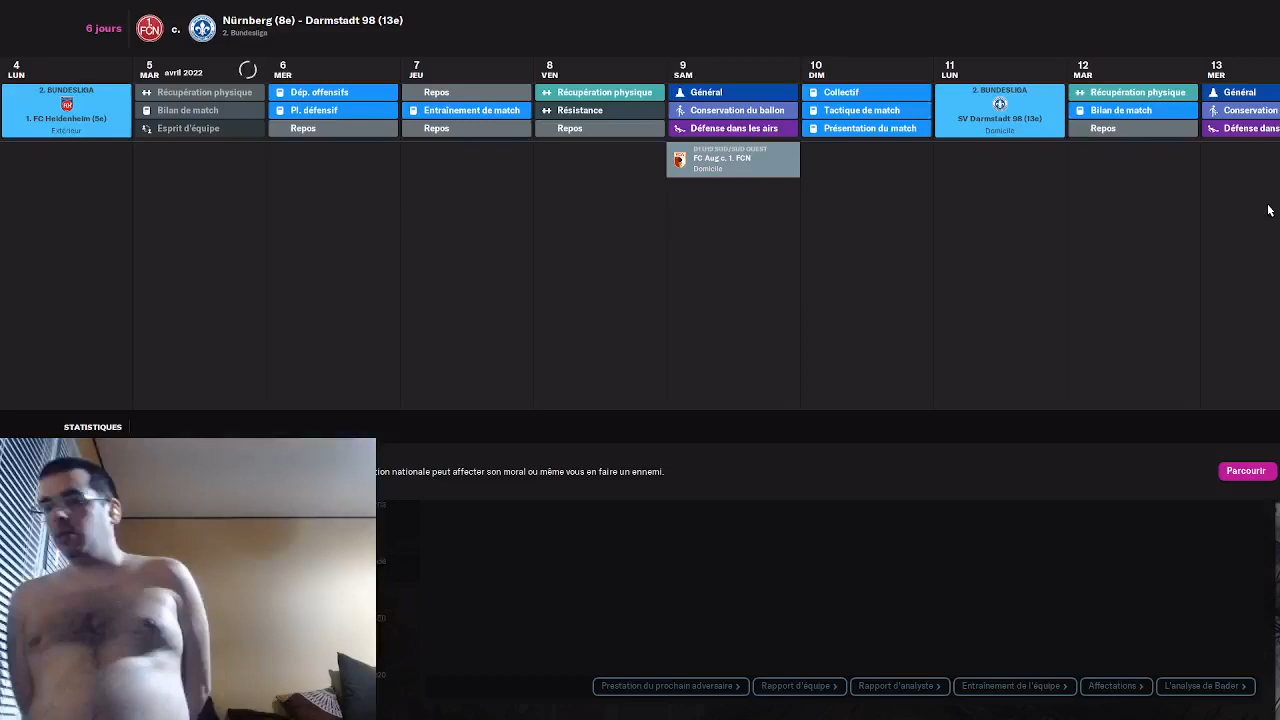 6 jours
c.
Nürnberg (8e) - Darmstadt 98 (13e)
2. Bundesliga
4
LUN
5
MAR avril 2022
6
MER
7
JEU
8
VEN
9
SAM
10
DIM
11
LUN
12
MAR
13
MER
2. BUNDESLIGA
1. FC Heidenheim (5e)
Extérieur
Récupération physique
Bilan de match
Esprit d'équipe
Dép. offensifs
Pl. défensif
Repos
Repos
Entraînement de match
Repos
Récupération physique
Résistance
Repos
Général
Conservation du ballon
Défense dans les airs
Collectif
Tactique de match
Présentation du match
2. BUNDESLIGA
SV Darmstadt 98 (13e)
Domicile
Récupération physique
Bilan de match
Repos
Général
Conservation
Défense dans
D1 U19 SUD/SUD OUEST
FC Aug c. 1. FCN
Domicile
STATISTIQUES
tion nationale peut affecter son moral ou même vous en faire un ennemi.
Parcourir
Prestation du prochain adversaire >
Rapport d'équipe >
Rapport d'analyste >
Entraînement de l'équipe >
Affectations >
L'analyse de Bader >